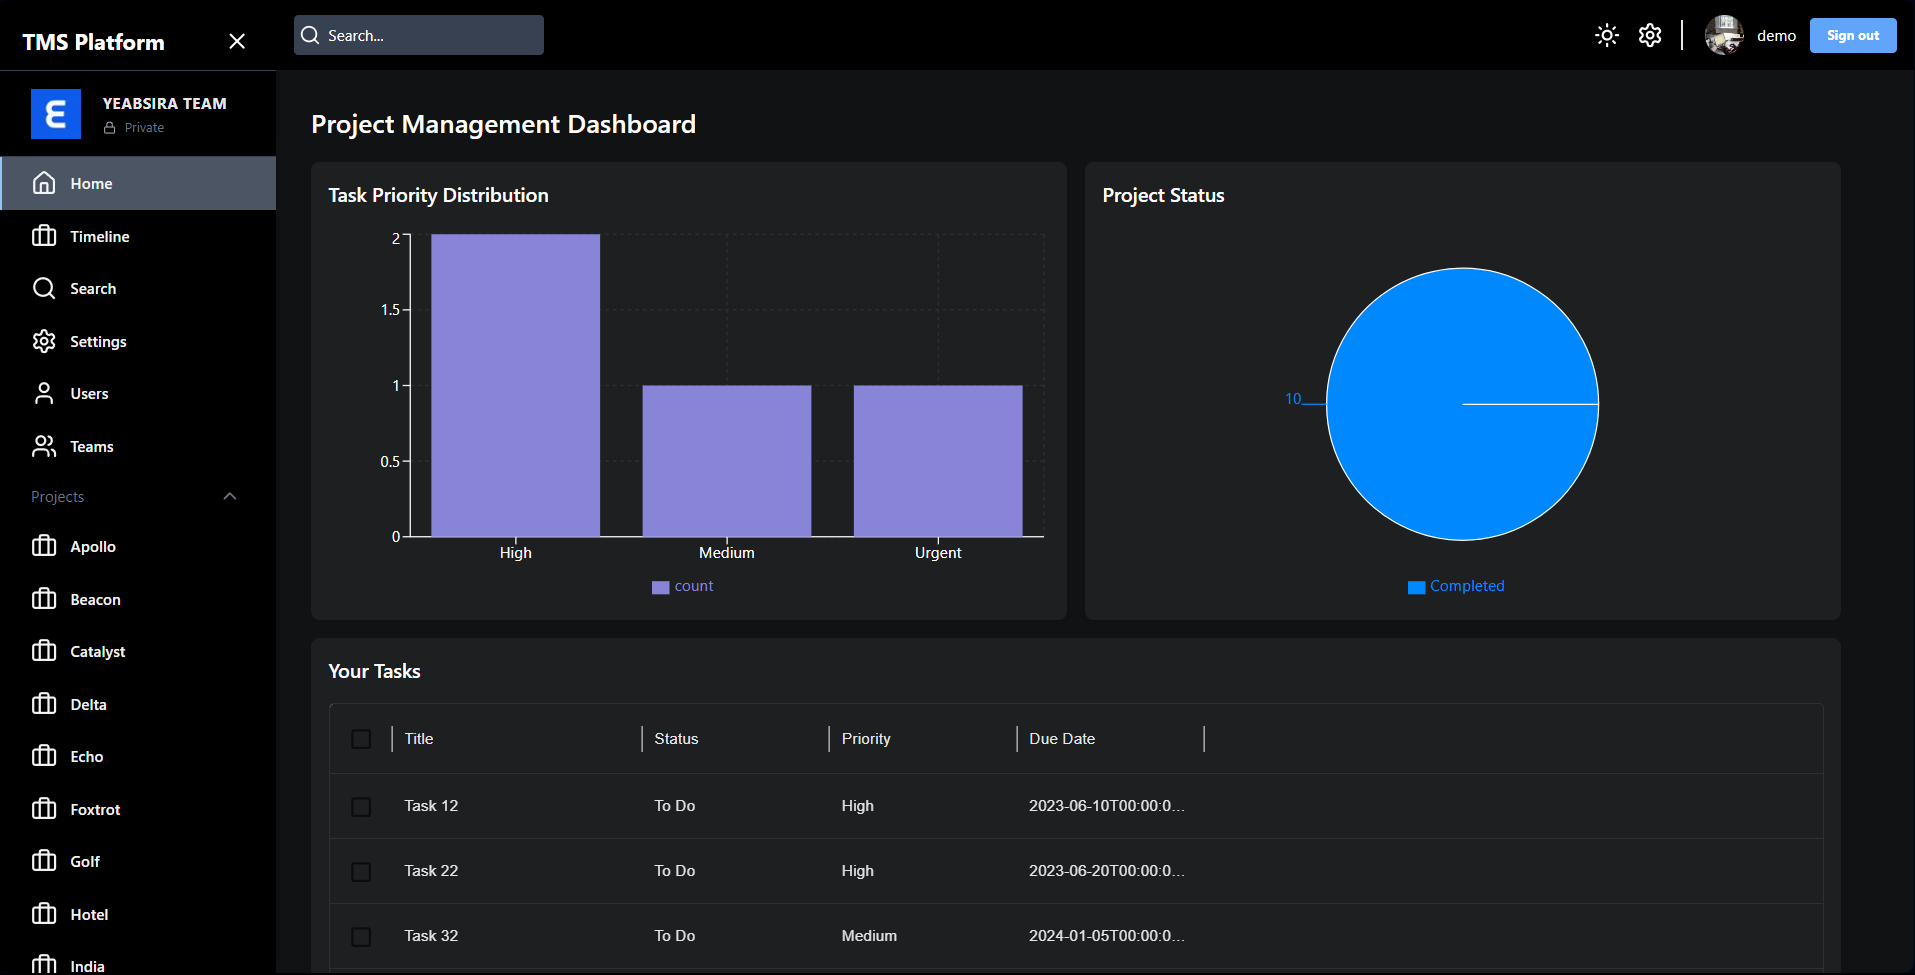 TMS Platform
Search...
demo
Sign out
YEABSIRA TEAM
Private
Home
Timeline
Search
Settings
Users
Teams
Projects
Apollo
Beacon
Catalyst
Delta
Echo
Foxtrot
Golf
Hotel
India
Project Management Dashboard
Task Priority Distribution
2
1.5
1
0.5
0
High Medium Urgent
count
Project Status
10
Completed
Your Tasks
Title Status Priority Due Date
Task 12 To Do High 2023-06-10T00:00:0...
Task 22 To Do High 2023-06-20T00:00:0...
Task 32 To Do Medium 2024-01-05T00:00:0...